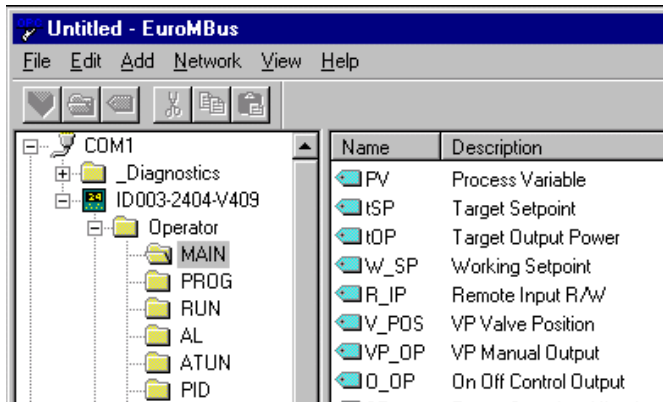 Untitled - EuroMBus
File Edit Add Network View Help
COM1
_Diagnostics
ID003-2404-V409
Operator
MAIN
PROG
RUN
AL
ATUN
PID
Name Description
PV Process Variable
tSP Target Setpoint
tOP Target Output Power
W_SP Working Setpoint
R_IP Remote Input R/W
V_POS VP Valve Position
VP_OP VP Manual Output
O_OP On Off Control Output